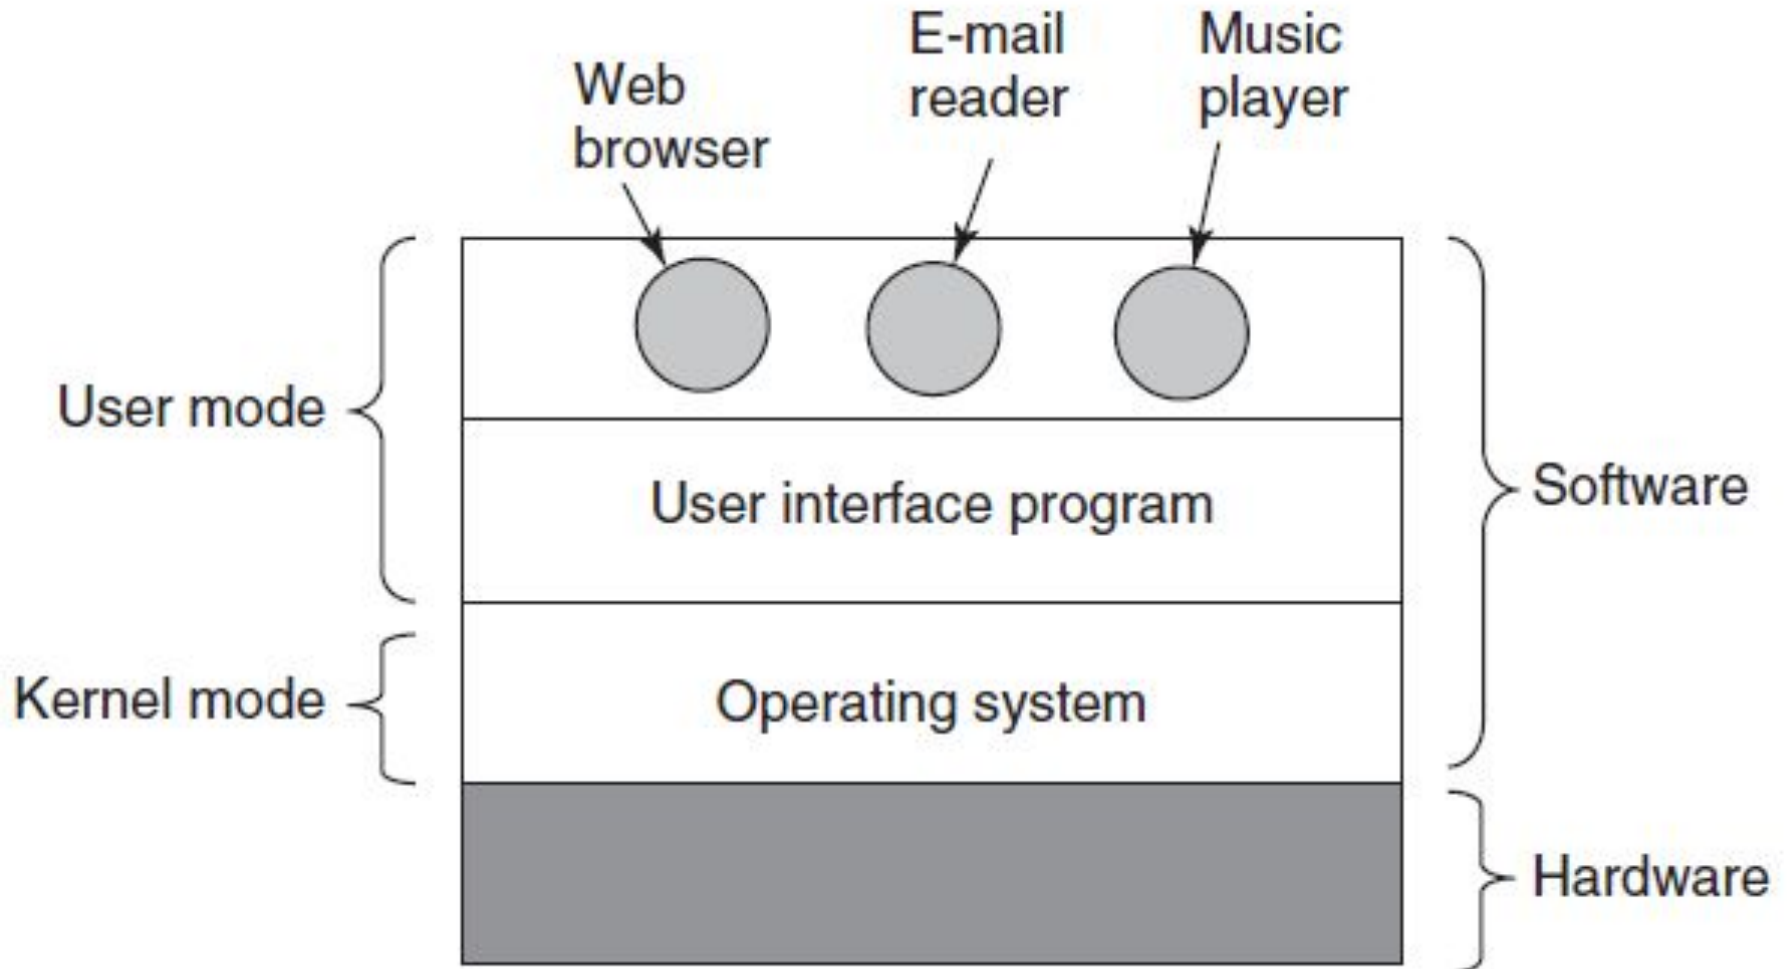 Web
browser
E-mail
reader
Music
player
User mode
User interface program
Software
Kernel mode
Operating system
Hardware